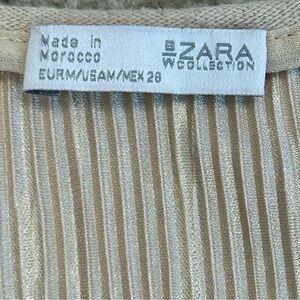 Made in
Morocco
EUR M/USA M/MEX 28
ZARA
W&B COLLECTION